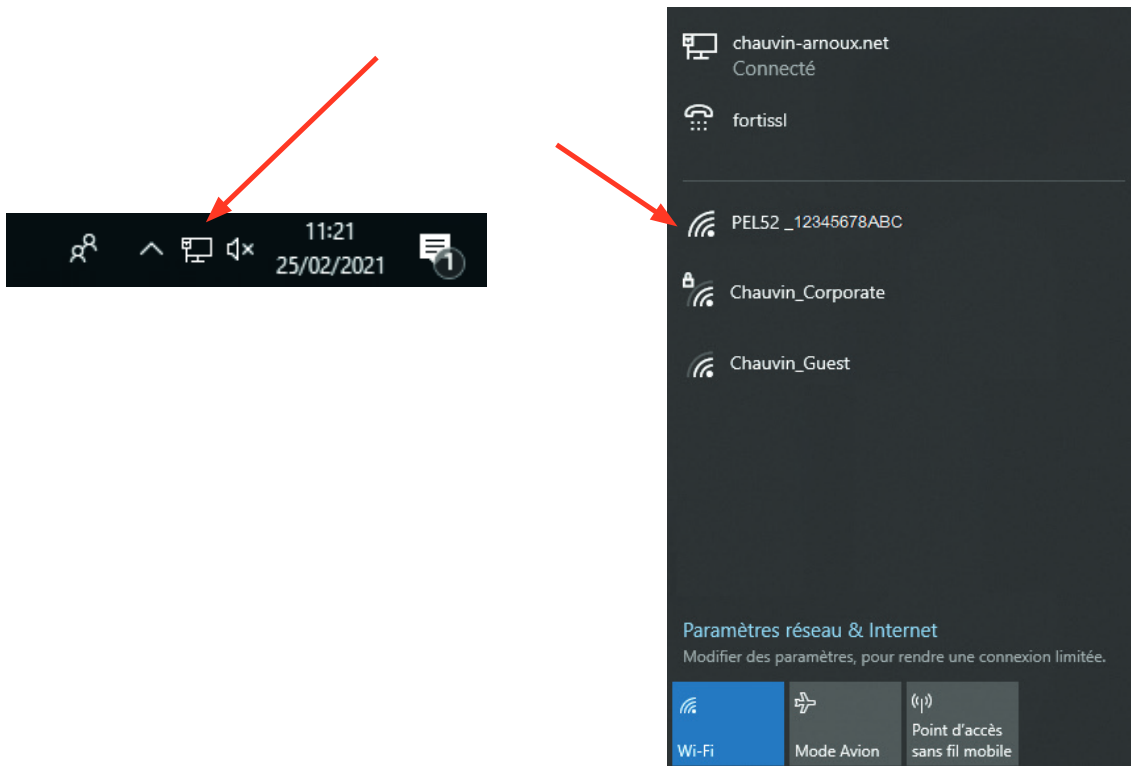 11:21
25/02/2021
1
chauvin-arnoux.net
Connecté
fortissl
PEL52 _12345678ABC
Chauvin_Corporate
Chauvin_Guest
Paramètres réseau & Internet
Modifier des paramètres, pour rendre une connexion limitée.
Wi-Fi
Mode Avion
Point d'accès
sans fil mobile